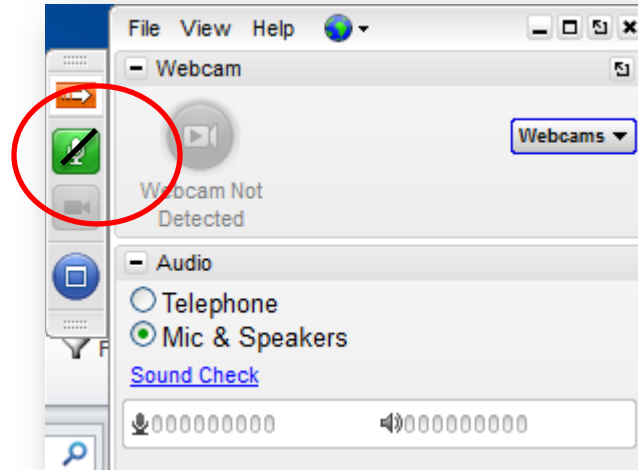 File View Help
Webcam
Webcams
Webcam Not
Detected
Audio
Telephone
Mic & Speakers
F
Sound Check
000000000 000000000